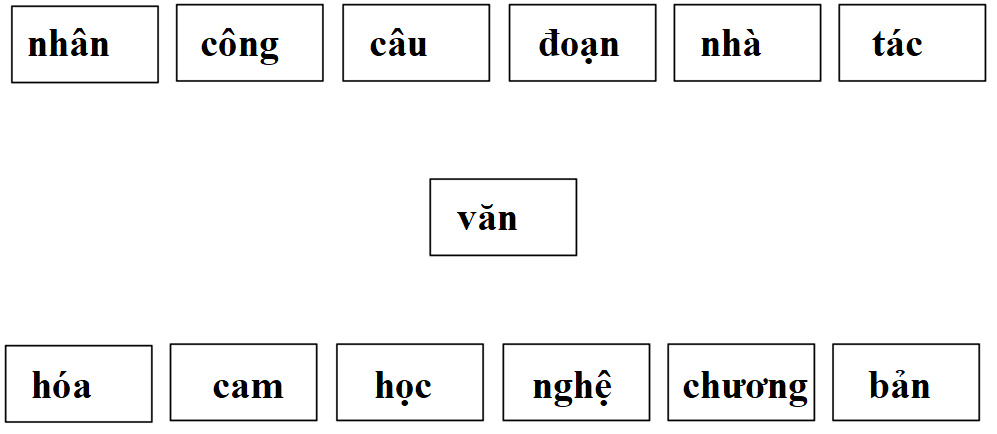 nhân công câu đoạn nhà tác
văn
hóa cam học nghệ chương bản